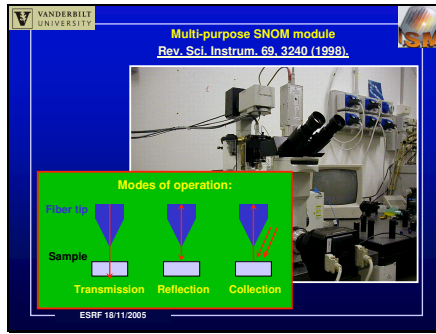 VANDERBILT
UNIVERSITY
Multi-purpose SNOM module
Rev. Sci. Instrum. 69, 3240 (1998).
ISM
Modes of operation:
Fiber tip
Sample
Transmission Reflection Collection
ESRF 18/11/2005